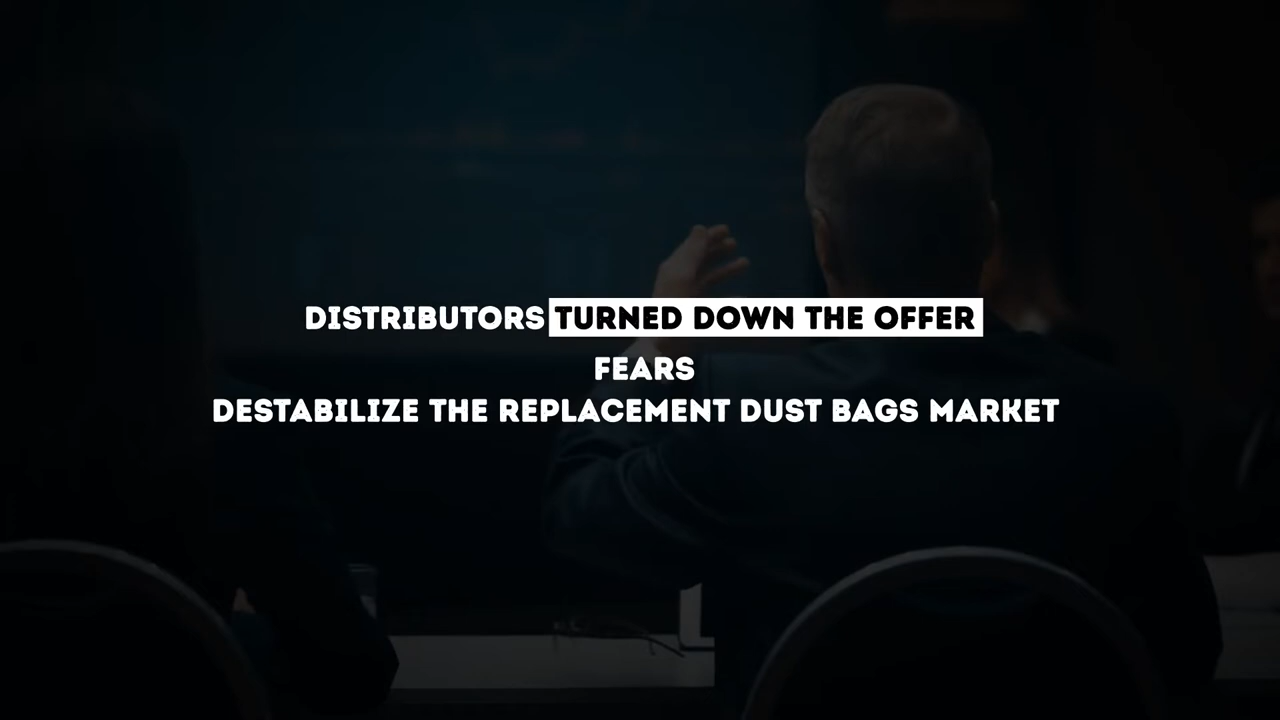 DISTRIBUTORS TURNED DOWN THE OFFER
FEARS
DESTABILIZE THE REPLACEMENT DUST BAGS MARKET